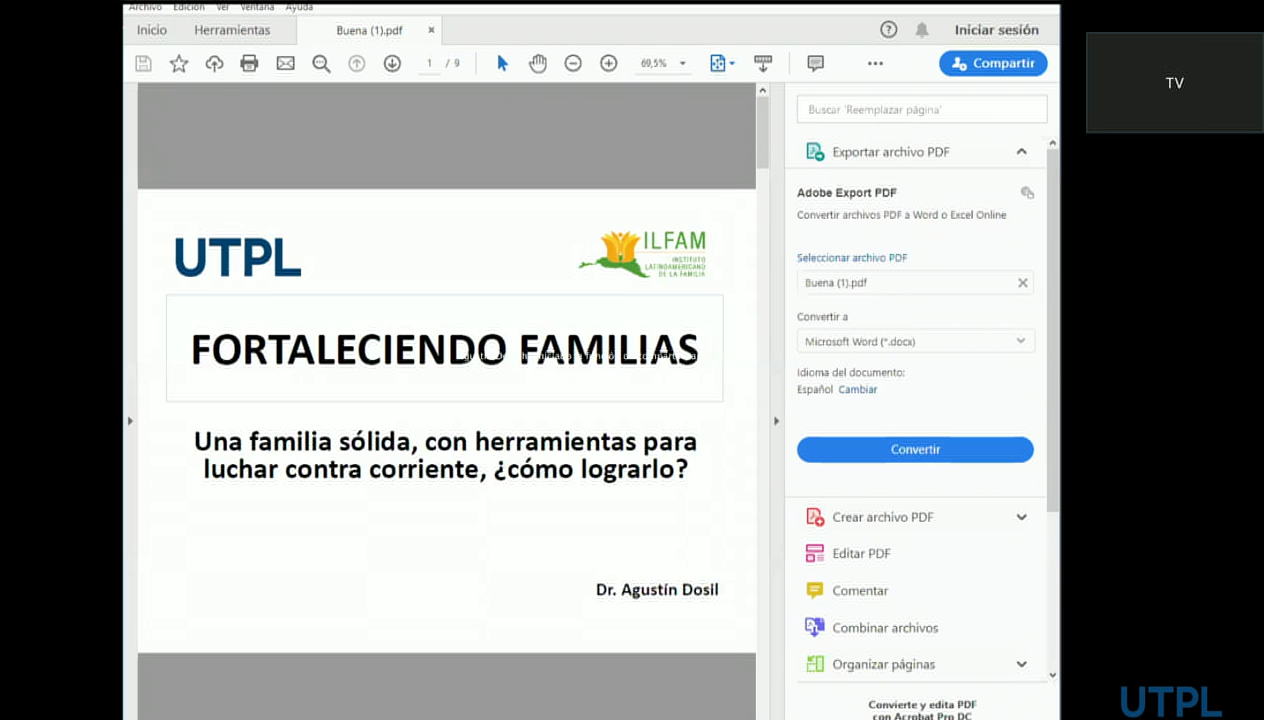 Archivo Edición Ver Ventana Ayuda
Inicio Herramientas Buena (1).pdf × ? Iniciar sesión
1 / 9 69,5% Compartir
TV
Buscar 'Reemplazar página'
Exportar archivo PDF
Adobe Export PDF
Convertir archivos PDF a Word o Excel Online
Seleccionar archivo PDF
Buena (1).pdf
Convertir a
Microsoft Word (*.docx)
Idioma del documento:
Español Cambiar
Convertir
Crear archivo PDF
Editar PDF
Comentar
Combinar archivos
Organizar páginas
Convierte y edita PDF
con Acrobat Pro DC
UTPL
ILFAM
INSTITUTO
LATINOAMERICANO
DE LA FAMILIA
FORTALECIENDO FAMILIAS
Una familia sólida, con herramientas para
luchar contra corriente, ¿cómo lograrlo?
Dr. Agustín Dosil
UTPL